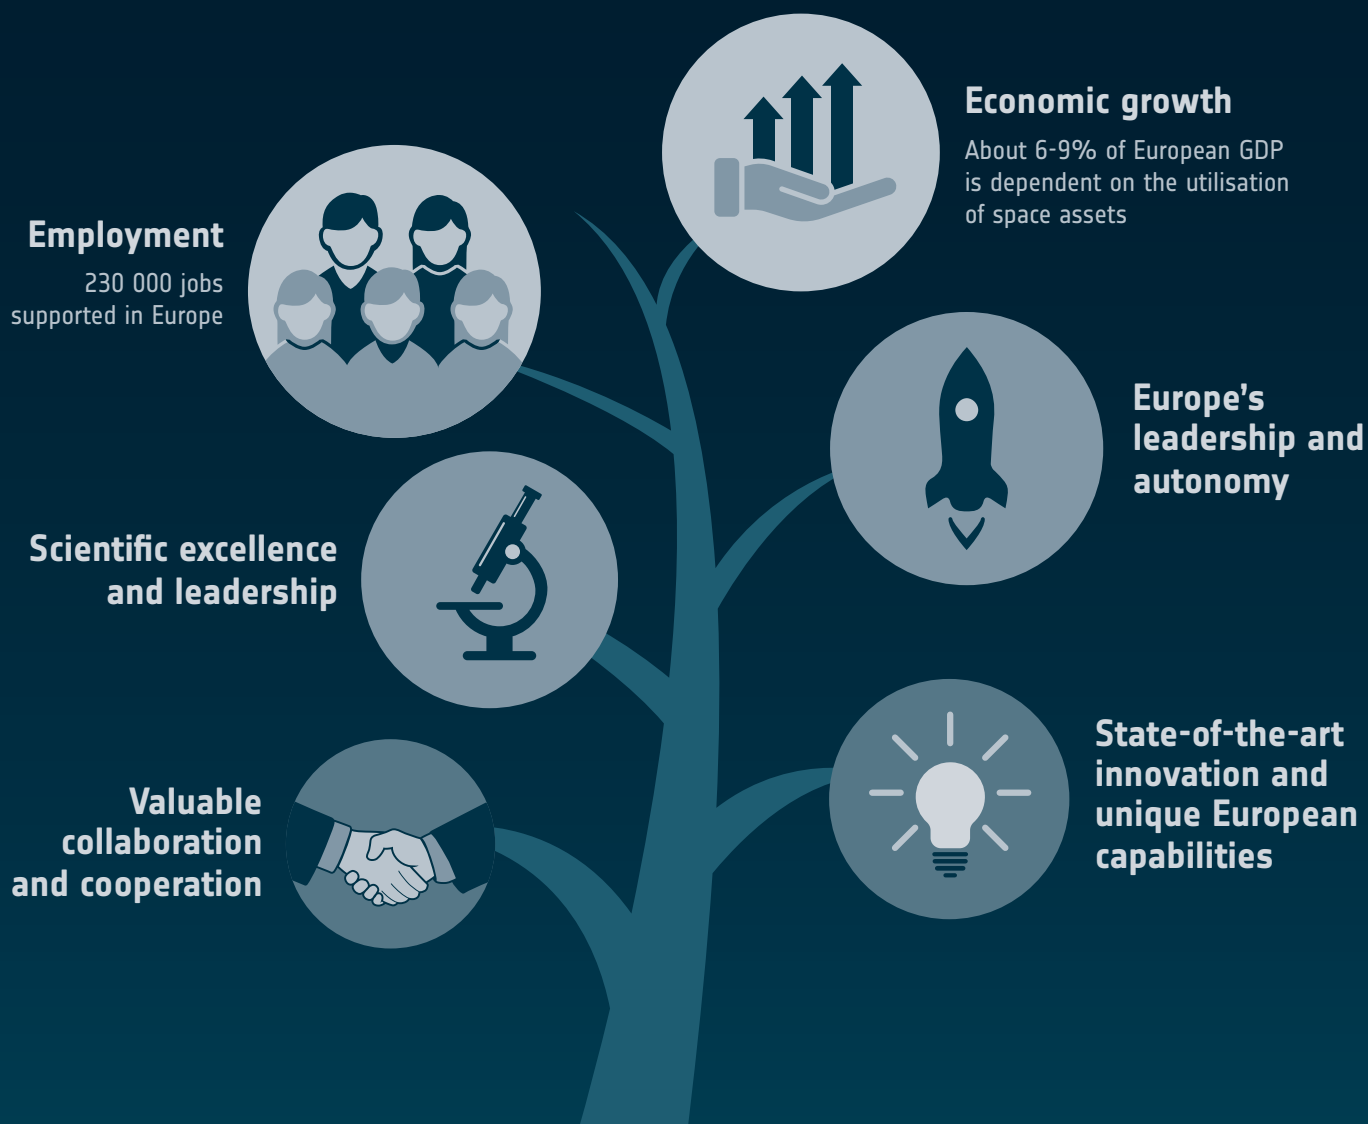 Economic growth
About 6-9% of European GDP
is dependent on the utilisation
of space assets
Employment
230 000 jobs
supported in Europe
Europe’s
leadership and
autonomy
Scientific excellence
and leadership
State-of-the-art
innovation and
unique European
capabilities
Valuable
collaboration
and cooperation